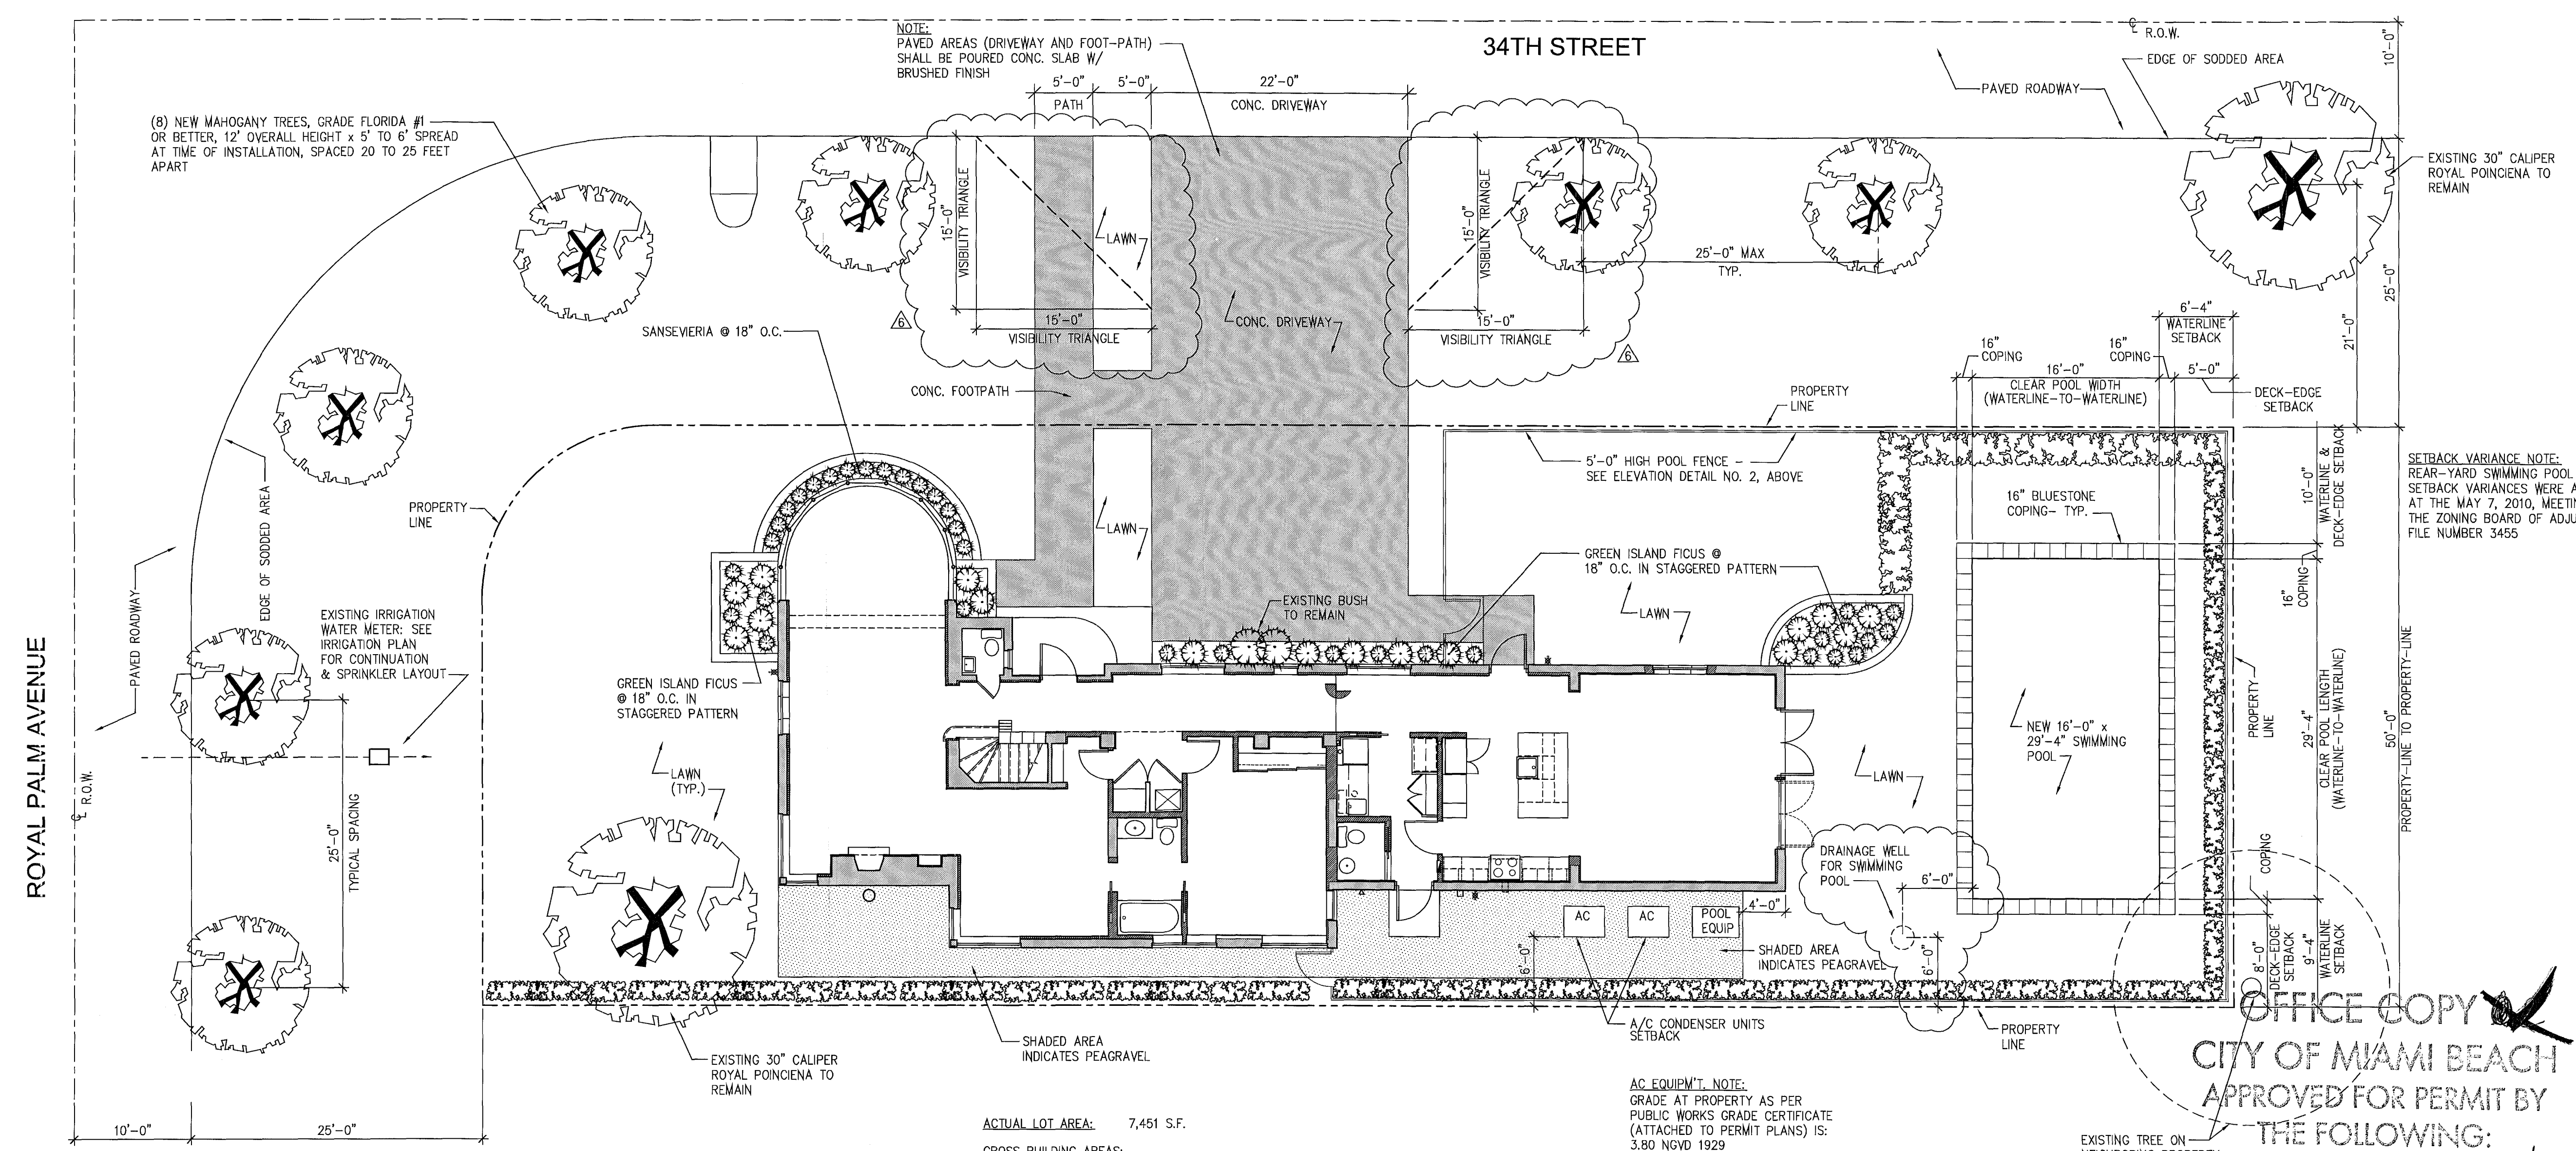 NOTE:
PAVED AREAS (DRIVEWAY AND FOOT-PATH)
SHALL BE POURED CONC. SLAB W/
BRUSHED FINISH
34TH STREET
℄ R.O.W.
EDGE OF SODDED AREA
PAVED ROADWAY
10'-0"
5'-0"
5'-0"
22'-0"
PATH
CONC. DRIVEWAY
(8) NEW MAHOGANY TREES, GRADE FLORIDA #1
OR BETTER, 12' OVERALL HEIGHT x 5' TO 6' SPREAD
AT TIME OF INSTALLATION, SPACED 20 TO 25 FEET
APART
EXISTING 30" CALIPER
ROYAL POINCIENA TO
REMAIN
15'-0"
VISIBILITY TRIANGLE
LAWN
15'-0"
VISIBILITY TRIANGLE
25'-0" MAX
TYP.
25'-0"
21'-0"
6
SANSEVIERIA @ 18" O.C.
15'-0"
VISIBILITY TRIANGLE
CONC. DRIVEWAY
15'-0"
VISIBILITY TRIANGLE
6
6'-4"
WATERLINE
SETBACK
16"
COPING
16"
COPING
16'-0"
CLEAR POOL WIDTH
(WATERLINE-TO-WATERLINE)
5'-0"
DECK-EDGE
SETBACK
CONC. FOOTPATH
PROPERTY
LINE
5'-0" HIGH POOL FENCE -
SEE ELEVATION DETAIL NO. 2, ABOVE
10'-0"
WATERLINE &
DECK-EDGE SETBACK
SETBACK VARIANCE NOTE:
REAR-YARD SWIMMING POOL
SETBACK VARIANCES WERE A
AT THE MAY 7, 2010, MEETIN
THE ZONING BOARD OF ADJU
FILE NUMBER 3455
16" BLUESTONE
COPING- TYP.
PROPERTY
LINE
EDGE OF SODDED AREA
LAWN
GREEN ISLAND FICUS @
18" O.C. IN STAGGERED PATTERN
16"
COPING
PAVED ROADWAY
EXISTING IRRIGATION
WATER METER: SEE
IRRIGATION PLAN
FOR CONTINUATION
& SPRINKLER LAYOUT
EXISTING BUSH
TO REMAIN
LAWN
ROYAL PALM AVENUE
GREEN ISLAND FICUS
@ 18" O.C. IN
STAGGERED PATTERN
PROPERTY
LINE
29'-4"
CLEAR POOL LENGTH
(WATERLINE-TO-WATERLINE)
50'-0"
PROPERTY-LINE TO PROPERTY-LINE
NEW 16'-0" x
29'-4" SWIMMING
POOL
LAWN
(TYP.)
LAWN
℄ R.O.W.
25'-0"
TYPICAL SPACING
DRAINAGE WELL
FOR SWIMMING
POOL
6'-0"
COPING
AC
AC
POOL
EQUIP
4'-0"
6'-0"
SHADED AREA
INDICATES PEAGRAVEL
6'-0"
8'-0"
DECK-EDGE
SETBACK
9'-4"
WATERLINE
SETBACK
OFFICE COPY
CITY OF MIAMI BEACH
APPROVED FOR PERMIT BY
THE FOLLOWING:
A/C CONDENSER UNITS
SETBACK
PROPERTY
LINE
SHADED AREA
INDICATES PEAGRAVEL
EXISTING 30" CALIPER
ROYAL POINCIENA TO
REMAIN
AC EQUIPM'T. NOTE:
GRADE AT PROPERTY AS PER
PUBLIC WORKS GRADE CERTIFICATE
(ATTACHED TO PERMIT PLANS) IS:
3.80 NGVD 1929
10'-0"
25'-0"
ACTUAL LOT AREA: 7,451 S.F.
GROSS BUILDING AREAS:
EXISTING TREE ON